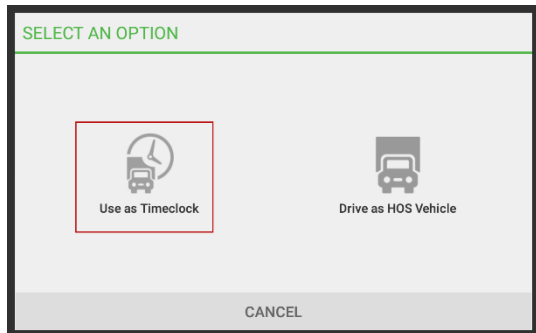 SELECT AN OPTION
Use as Timeclock
Drive as HOS Vehicle
CANCEL